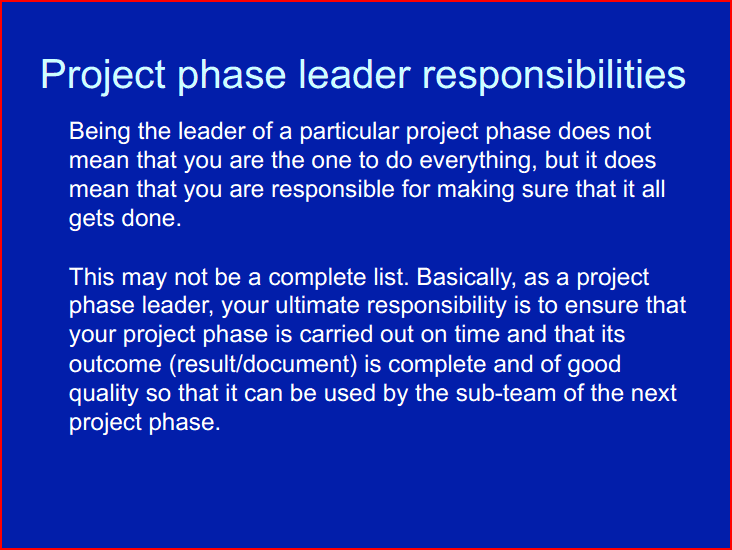 Project phase leader responsibilities
Being the leader of a particular project phase does not
mean that you are the one to do everything, but it does
mean that you are responsible for making sure that it all
gets done.
This may not be a complete list. Basically, as a project
phase leader, your ultimate responsibility is to ensure that
your project phase is carried out on time and that its
outcome (result/document) is complete and of good
quality so that it can be used by the sub-team of the next
project phase.